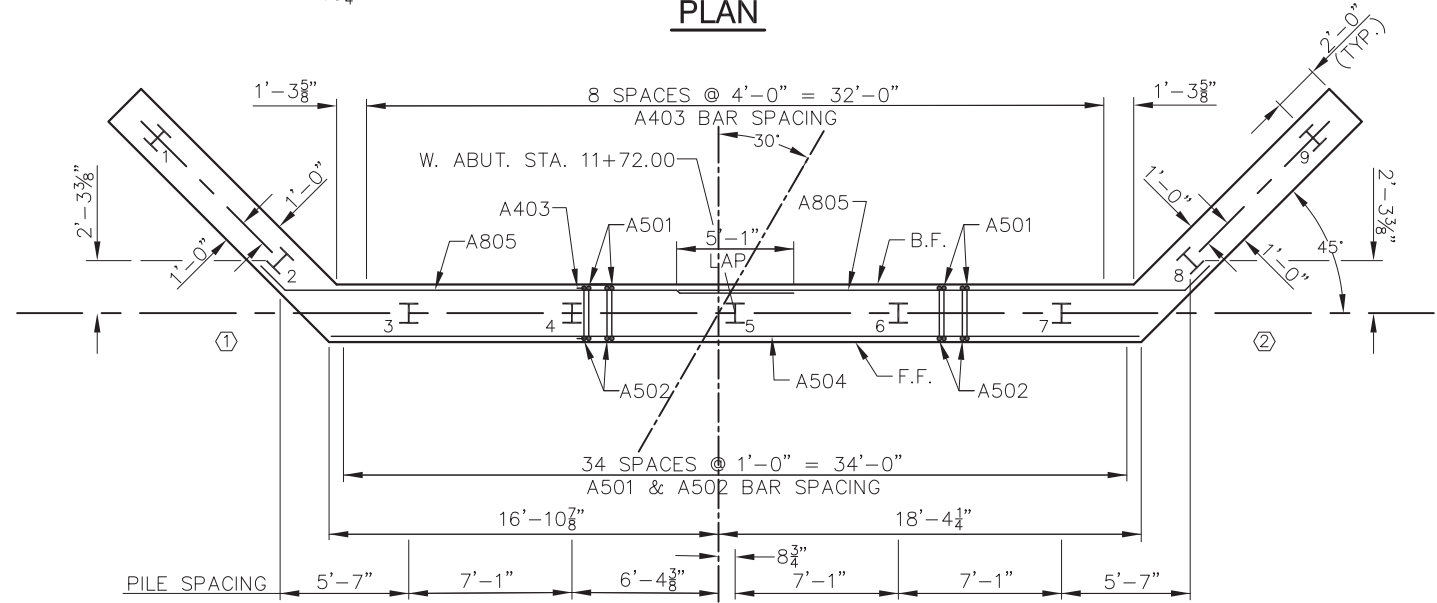 PLAN
2'-0"
(TYP.)
1'-3⅝"
8 SPACES @ 4'-0" = 32'-0"
A403 BAR SPACING
1'-3⅝"
30°
W. ABUT. STA. 11+72.00
1
9
2'-3⅜"
1'-0"
A403
A501
5'-1"
LAP
A805
B.F.
A501
1'-0"
2'-3⅜"
A805
1'-0"
2
8
1'-0"
45°
3
4
5
6
7
1
2
A502
A504
F.F.
A502
34 SPACES @ 1'-0" = 34'-0"
A501 & A502 BAR SPACING
16'-10⅞"
18'-4¼"
8¾"
PILE SPACING
5'-7"
7'-1"
6'-4⅜"
7'-1"
7'-1"
5'-7"